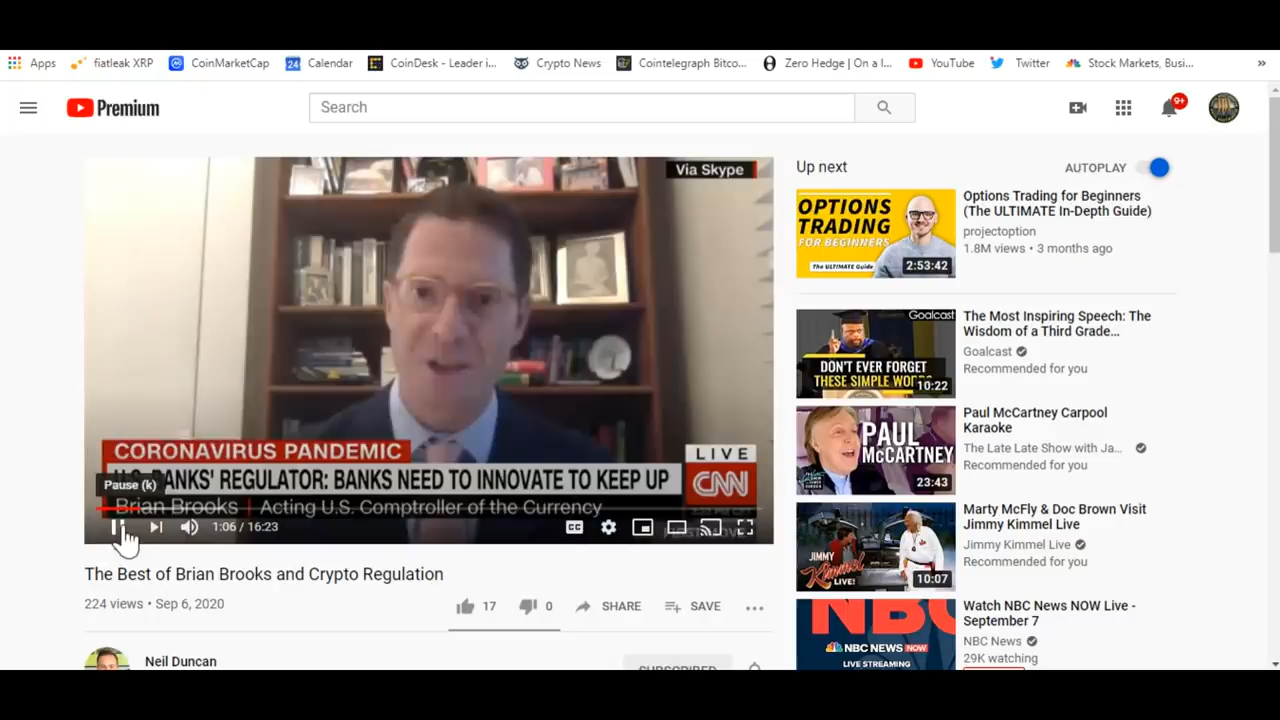 Apps fiatleak XRP CoinMarketCap 24 Calendar CoinDesk - Leader i... Crypto News Cointelegraph Bitco... Zero Hedge | On a l... YouTube Twitter Stock Markets, Busi... »
Premium Search 9+
Via Skype
CORONAVIRUS PANDEMIC
BANKS' REGULATOR: BANKS NEED TO INNOVATE TO KEEP UP
LIVE
CNN
Pause (k)
Brian Brooks | Acting U.S. Comptroller of the Currency
1:06 / 16:23
CC
The Best of Brian Brooks and Crypto Regulation
224 views • Sep 6, 2020
17 0 SHARE SAVE ...
Neil Duncan
SUBSCRIBED
Up next AUTOPLAY
OPTIONS
TRADING
FOR BEGINNERS
The ULTIMATE Guide
2:53:42
Options Trading for Beginners
(The ULTIMATE In-Depth Guide)
projectoption
1.8M views • 3 months ago
Goalcast
DON'T EVER FORGET
THESE SIMPLE WORDS
10:22
The Most Inspiring Speech: The
Wisdom of a Third Grade...
Goalcast
Recommended for you
PAUL
McCARTNEY
23:43
Paul McCartney Carpool
Karaoke
The Late Late Show with Ja...
Recommended for you
JIMMY
KIMMEL
LIVE!
10:07
Marty McFly & Doc Brown Visit
Jimmy Kimmel Live
Jimmy Kimmel Live
Recommended for you
NBC
NBC NEWS NOW
LIVE STREAMING
Watch NBC News NOW Live -
September 7
NBC News
29K watching